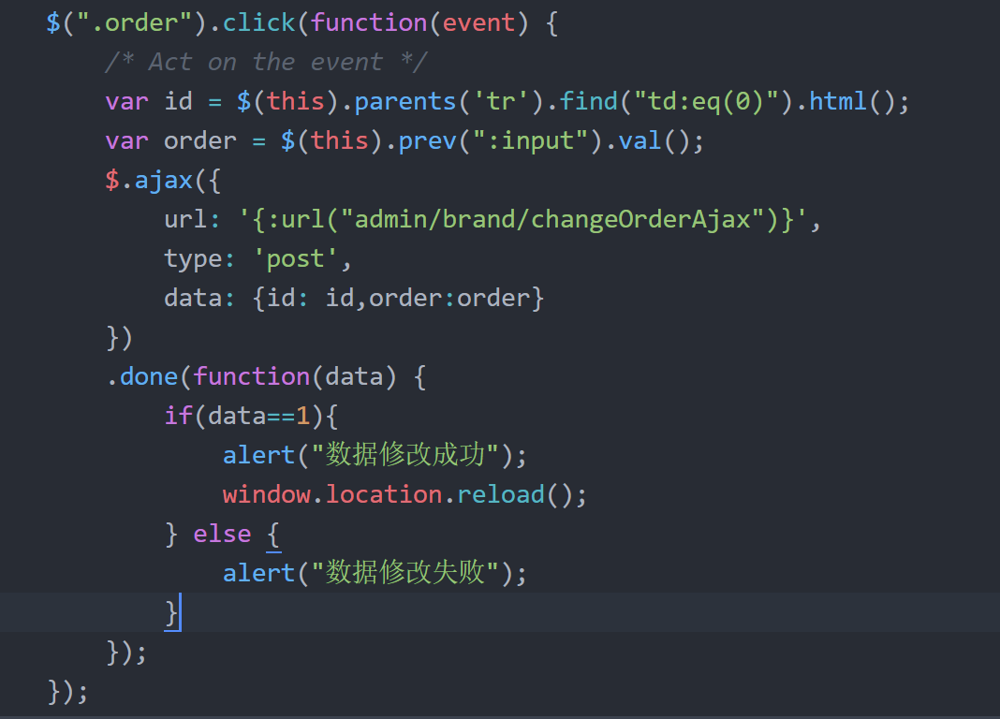 $(".order").click(function(event) {
/* Act on the event */
var id = $(this).parents('tr').find("td:eq(0)").html();
var order = $(this).prev(":input").val();
$.ajax({
url: '{:url("admin/brand/changeOrderAjax")}',
type: 'post',
data: {id: id,order:order}
})
.done(function(data) {
if(data==1){
alert("数据修改成功");
window.location.reload();
} else {
alert("数据修改失败");
}
});
});